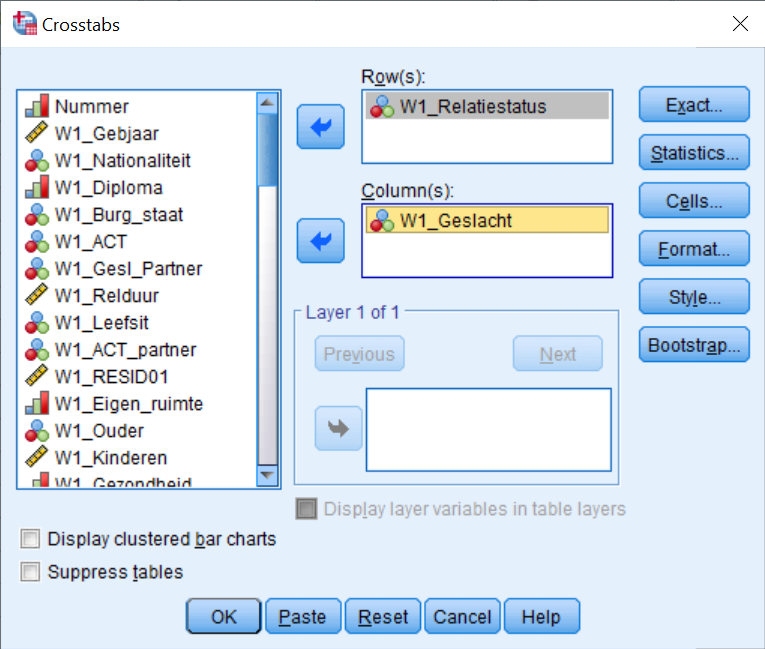 Crosstabs
Nummer
W1_Gebjaar
W1_Nationaliteit
W1_Diploma
W1_Burg_staat
W1_ACT
W1_Gesl_Partner
W1_Relduur
W1_Leefsit
W1_ACT_partner
W1_RESID01
W1_Eigen_ruimte
W1_Ouder
W1_Kinderen
W1_Gezondheid
Row(s):
W1_Relatiestatus
Column(s):
W1_Geslacht
Layer 1 of 1
Previous
Next
Display layer variables in table layers
Exact...
Statistics...
Cells...
Format...
Style...
Bootstrap...
Display clustered bar charts
Suppress tables
OK
Paste
Reset
Cancel
Help